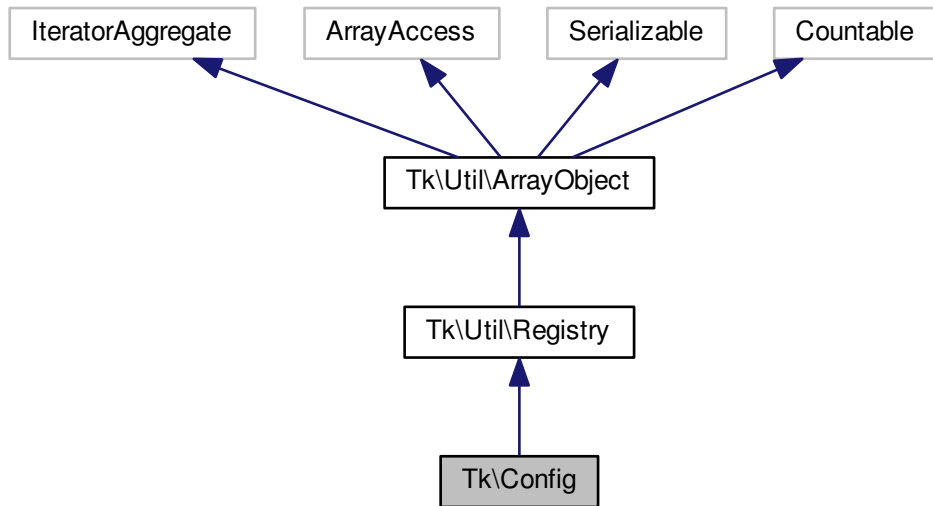 IteratorAggregate
ArrayAccess
Serializable
Countable
Tk\Util\ArrayObject
Tk\Util\Registry
Tk\Config